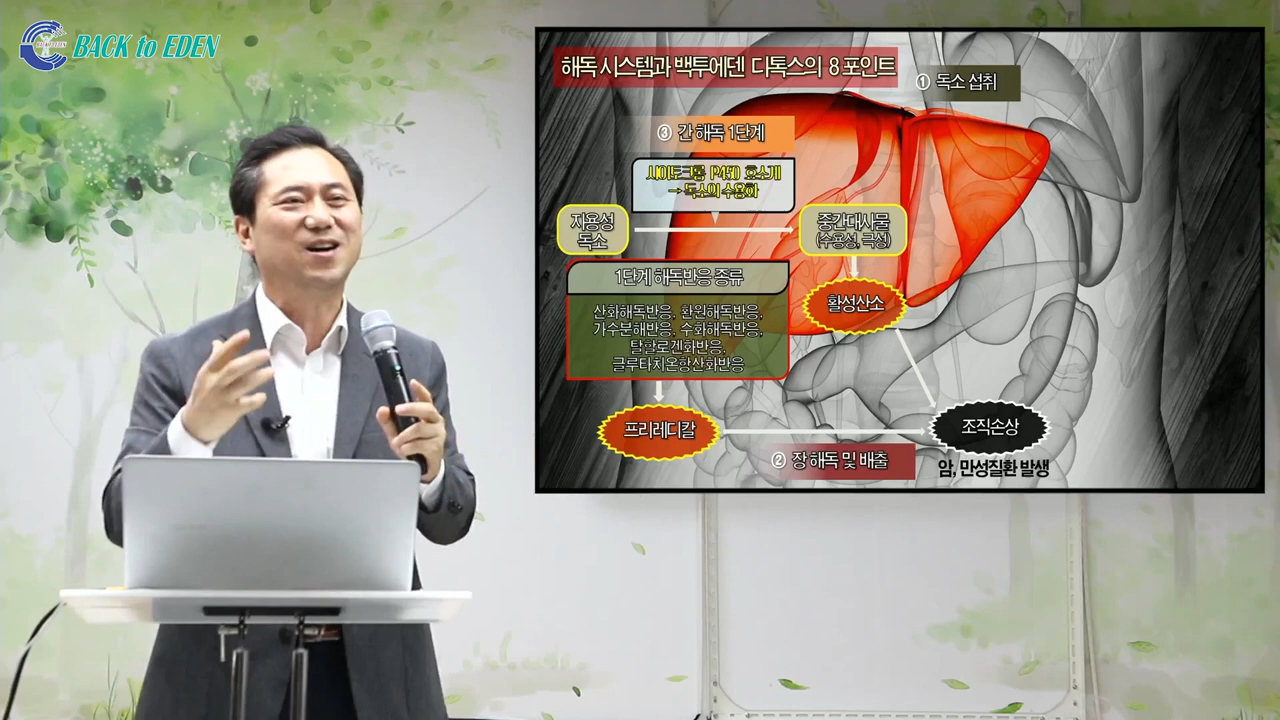 BACK to EDEN
해독 시스템과 백투에덴 디톡스의 8 포인트
① 독소 섭취
③ 간 해독 1단계
사이토크롬 P450 효소계
→ 독소의 수용화
지용성
독소
중간대사물
(수용성, 극성)
1단계 해독반응 종류
산화해독반응, 환원해독반응,
가수분해반응, 수화해독반응,
탈할로겐화반응,
글루타치온항산화반응
활성산소
프리레디칼
조직손상
② 장 해독 및 배출
암, 만성질환 발생